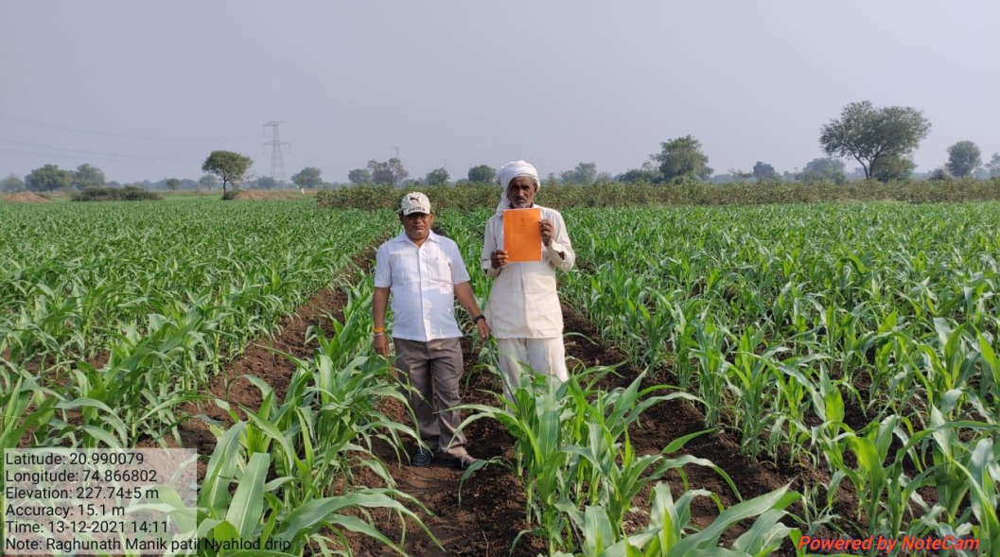 PUMA
Latitude: 20.990079
Longitude: 74.866802
Elevation: 227.74±5 m
Accuracy: 15.1 m
Time: 13-12-2021 14:11
Note: Raghunath Manik patil Nyahlod drip
Powered by NoteCam